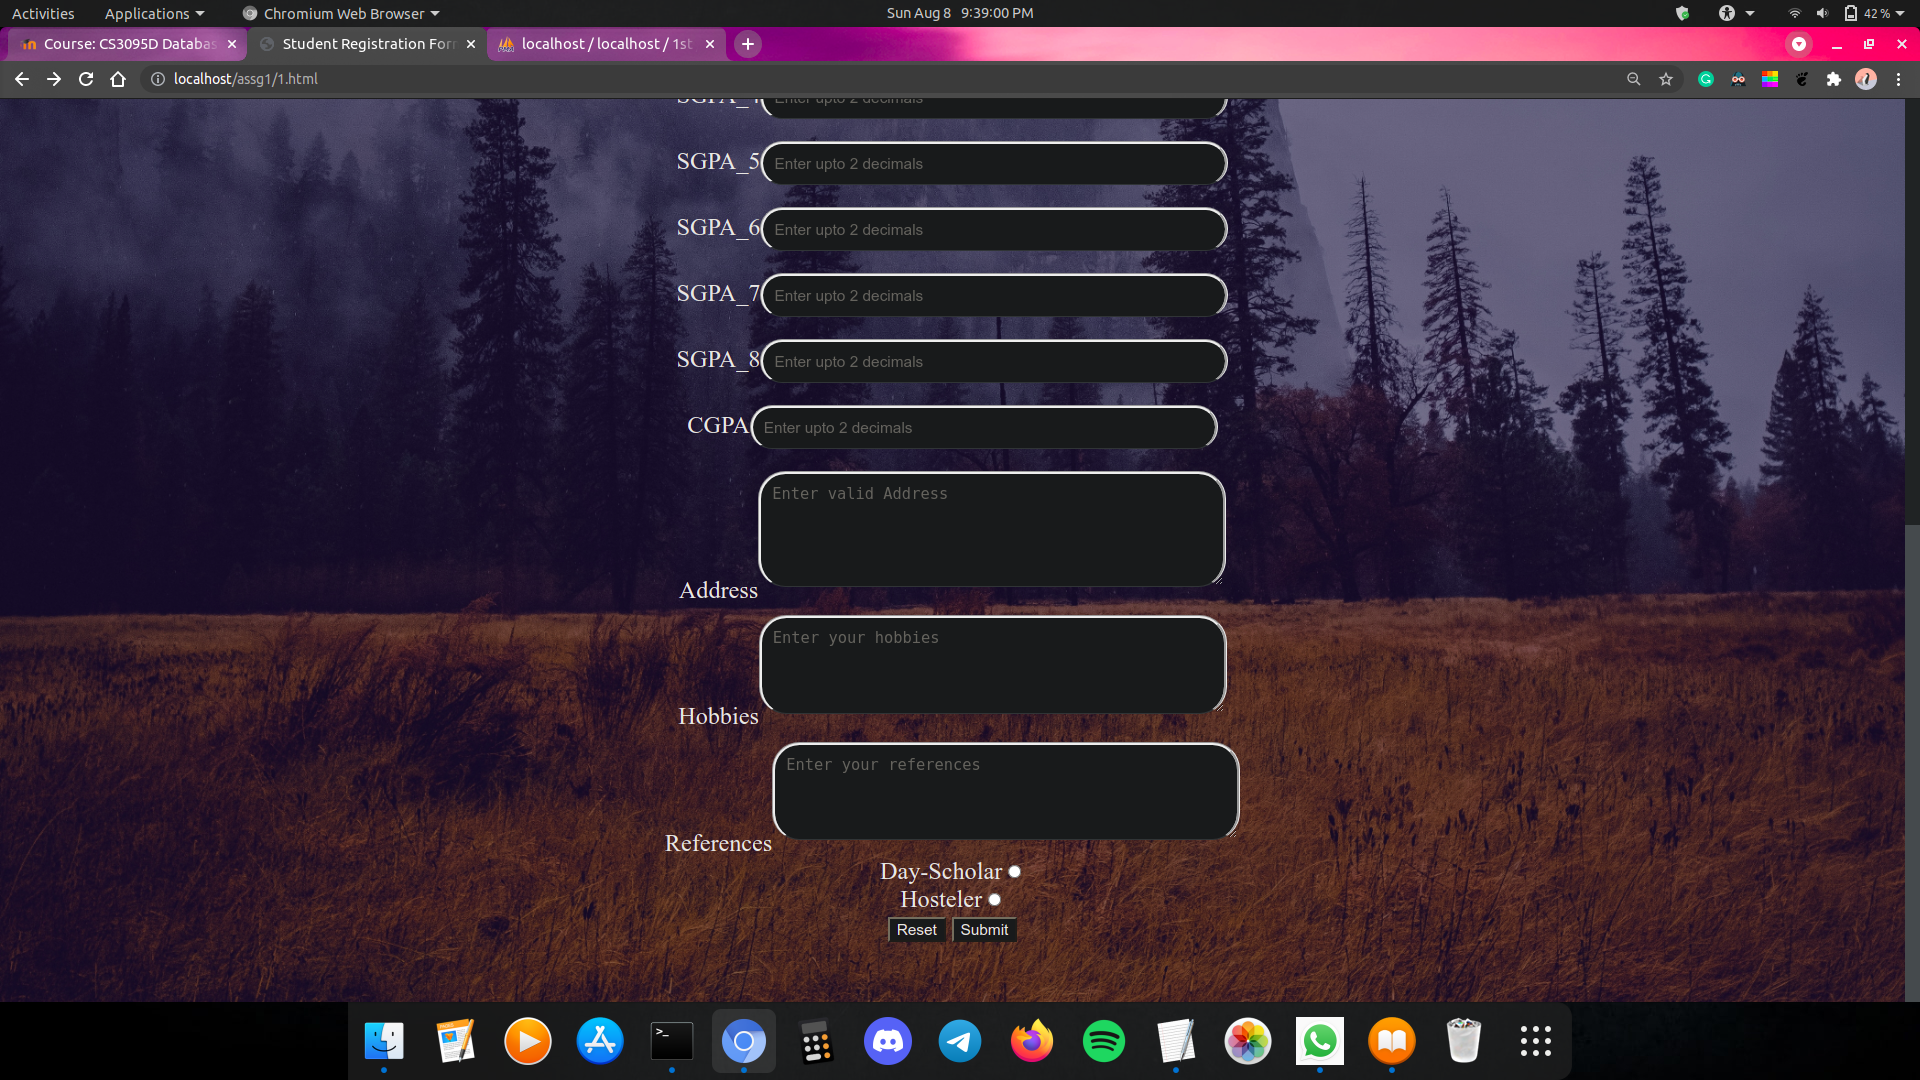 Activities Applications Chromium Web Browser Sun Aug 8 9:39:00 PM 42 %
Course: CS3095D Databas Student Registration For localhost / localhost / 1st
localhost/assg1/1.html
SGPA_4 Enter upto 2 decimals
SGPA_5 Enter upto 2 decimals
SGPA_6 Enter upto 2 decimals
SGPA_7 Enter upto 2 decimals
SGPA_8 Enter upto 2 decimals
CGPA Enter upto 2 decimals
Enter valid Address
Address
Enter your hobbies
Hobbies
Enter your references
References
Day-Scholar
Hosteler
Reset Submit